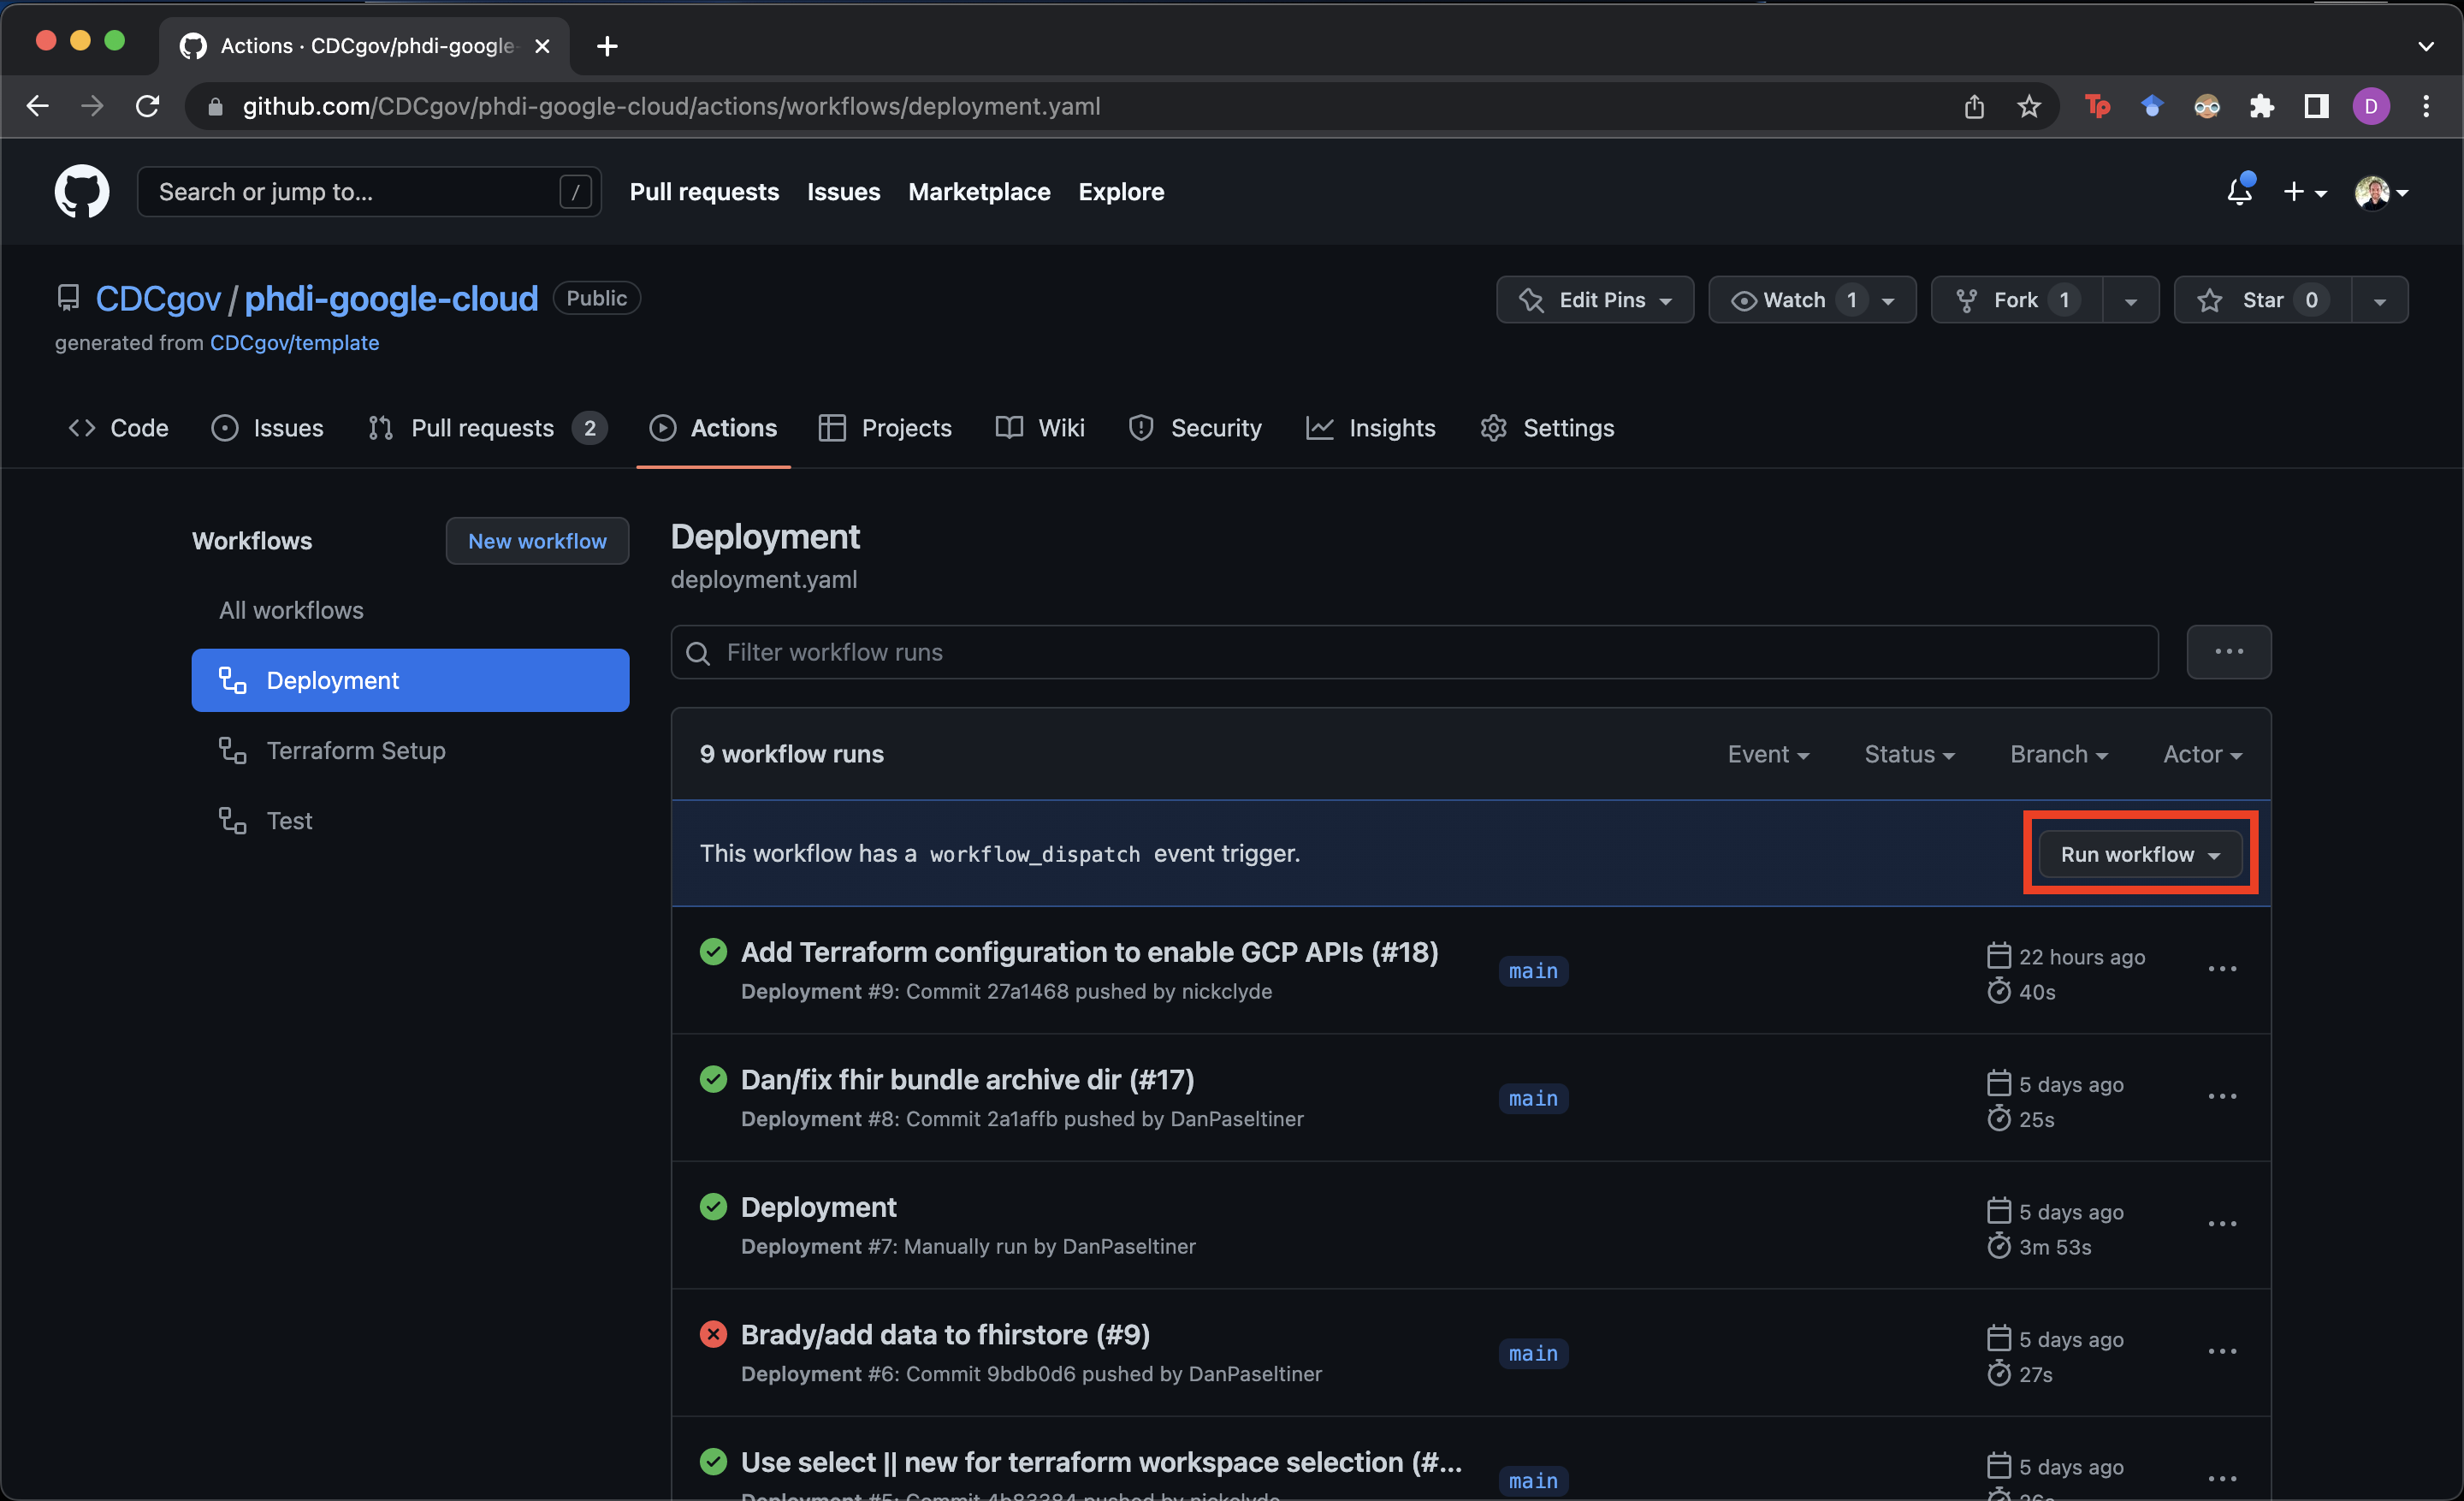 Actions · CDCgov/phdi-google-
github.com/CDCgov/phdi-google-cloud/actions/workflows/deployment.yaml
Tp
D
Search or jump to...
/
Pull requests
Issues
Marketplace
Explore
CDCgov / phdi-google-cloud
Public
Edit Pins
Watch 1
Fork 1
Star 0
generated from CDCgov/template
Code
Issues
Pull requests 2
Actions
Projects
Wiki
Security
Insights
Settings
Workflows
New workflow
All workflows
Deployment
Terraform Setup
Test
Deployment
deployment.yaml
Filter workflow runs
9 workflow runs
Event
Status
Branch
Actor
This workflow has a workflow_dispatch event trigger.
Run workflow
Add Terraform configuration to enable GCP APIs (#18)
Deployment #9: Commit 27a1468 pushed by nickclyde
main
22 hours ago
40s
Dan/fix fhir bundle archive dir (#17)
Deployment #8: Commit 2a1affb pushed by DanPaseltiner
main
5 days ago
25s
Deployment
Deployment #7: Manually run by DanPaseltiner
5 days ago
3m 53s
Brady/add data to fhirstore (#9)
Deployment #6: Commit 9bdb0d6 pushed by DanPaseltiner
main
5 days ago
27s
Use select || new for terraform workspace selection (#...
Deployment #5: Commit 4b83384 pushed by nickclyde
main
5 days ago